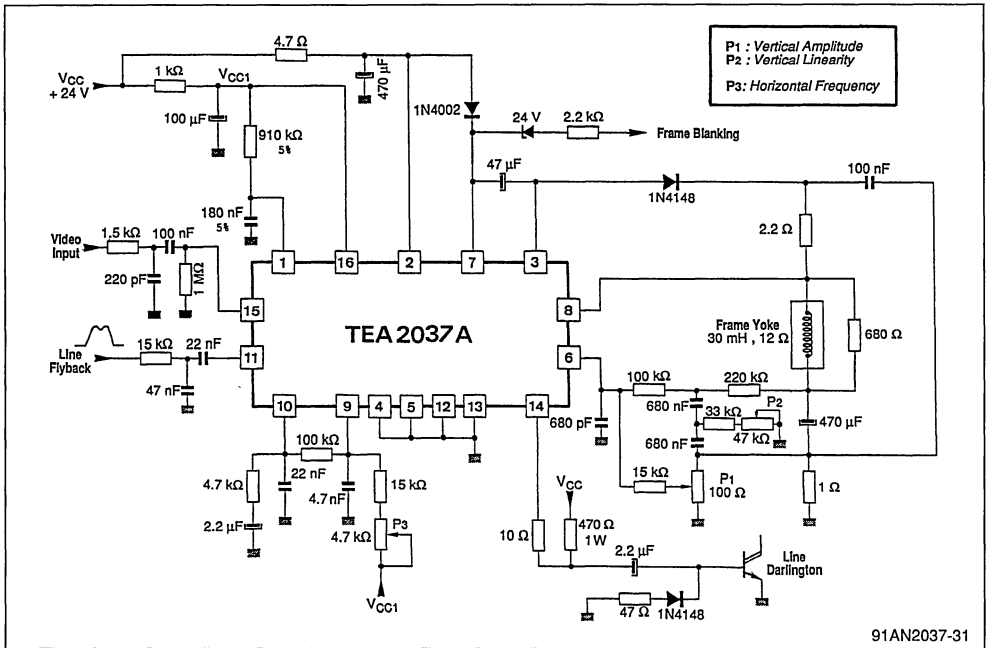 4.7 Ω
470 µF
P1 : Vertical Amplitude
P2 : Vertical Linearity
P3: Horizontal Frequency
VCC
+ 24 V
1 kΩ
VCC1
100 µF
910 kΩ
5%
1N4002
24 V
2.2 kΩ
Frame Blanking
47 µF
1N4148
100 nF
180 nF
5%
2.2 Ω
Video
Input
1.5 kΩ
100 nF
220 pF
1 MΩ
1
16
2
7
3
15
8
TEA2037A
Frame Yoke
30 mH , 12 Ω
680 Ω
Line
Flyback
15 kΩ
22 nF
11
6
47 nF
100 kΩ
220 kΩ
10
9
4
5
12
13
14
680 pF
680 nF
33 kΩ
P2
47 kΩ
470 µF
680 nF
100 kΩ
22 nF
4.7 kΩ
4.7 nF
15 kΩ
15 kΩ
P1
100 Ω
1 Ω
2.2 µF
4.7 kΩ
P3
VCC1
VCC
10 Ω
470 Ω
1W
2.2 µF
Line
Darlington
47 Ω
1N4148
91AN2037-31